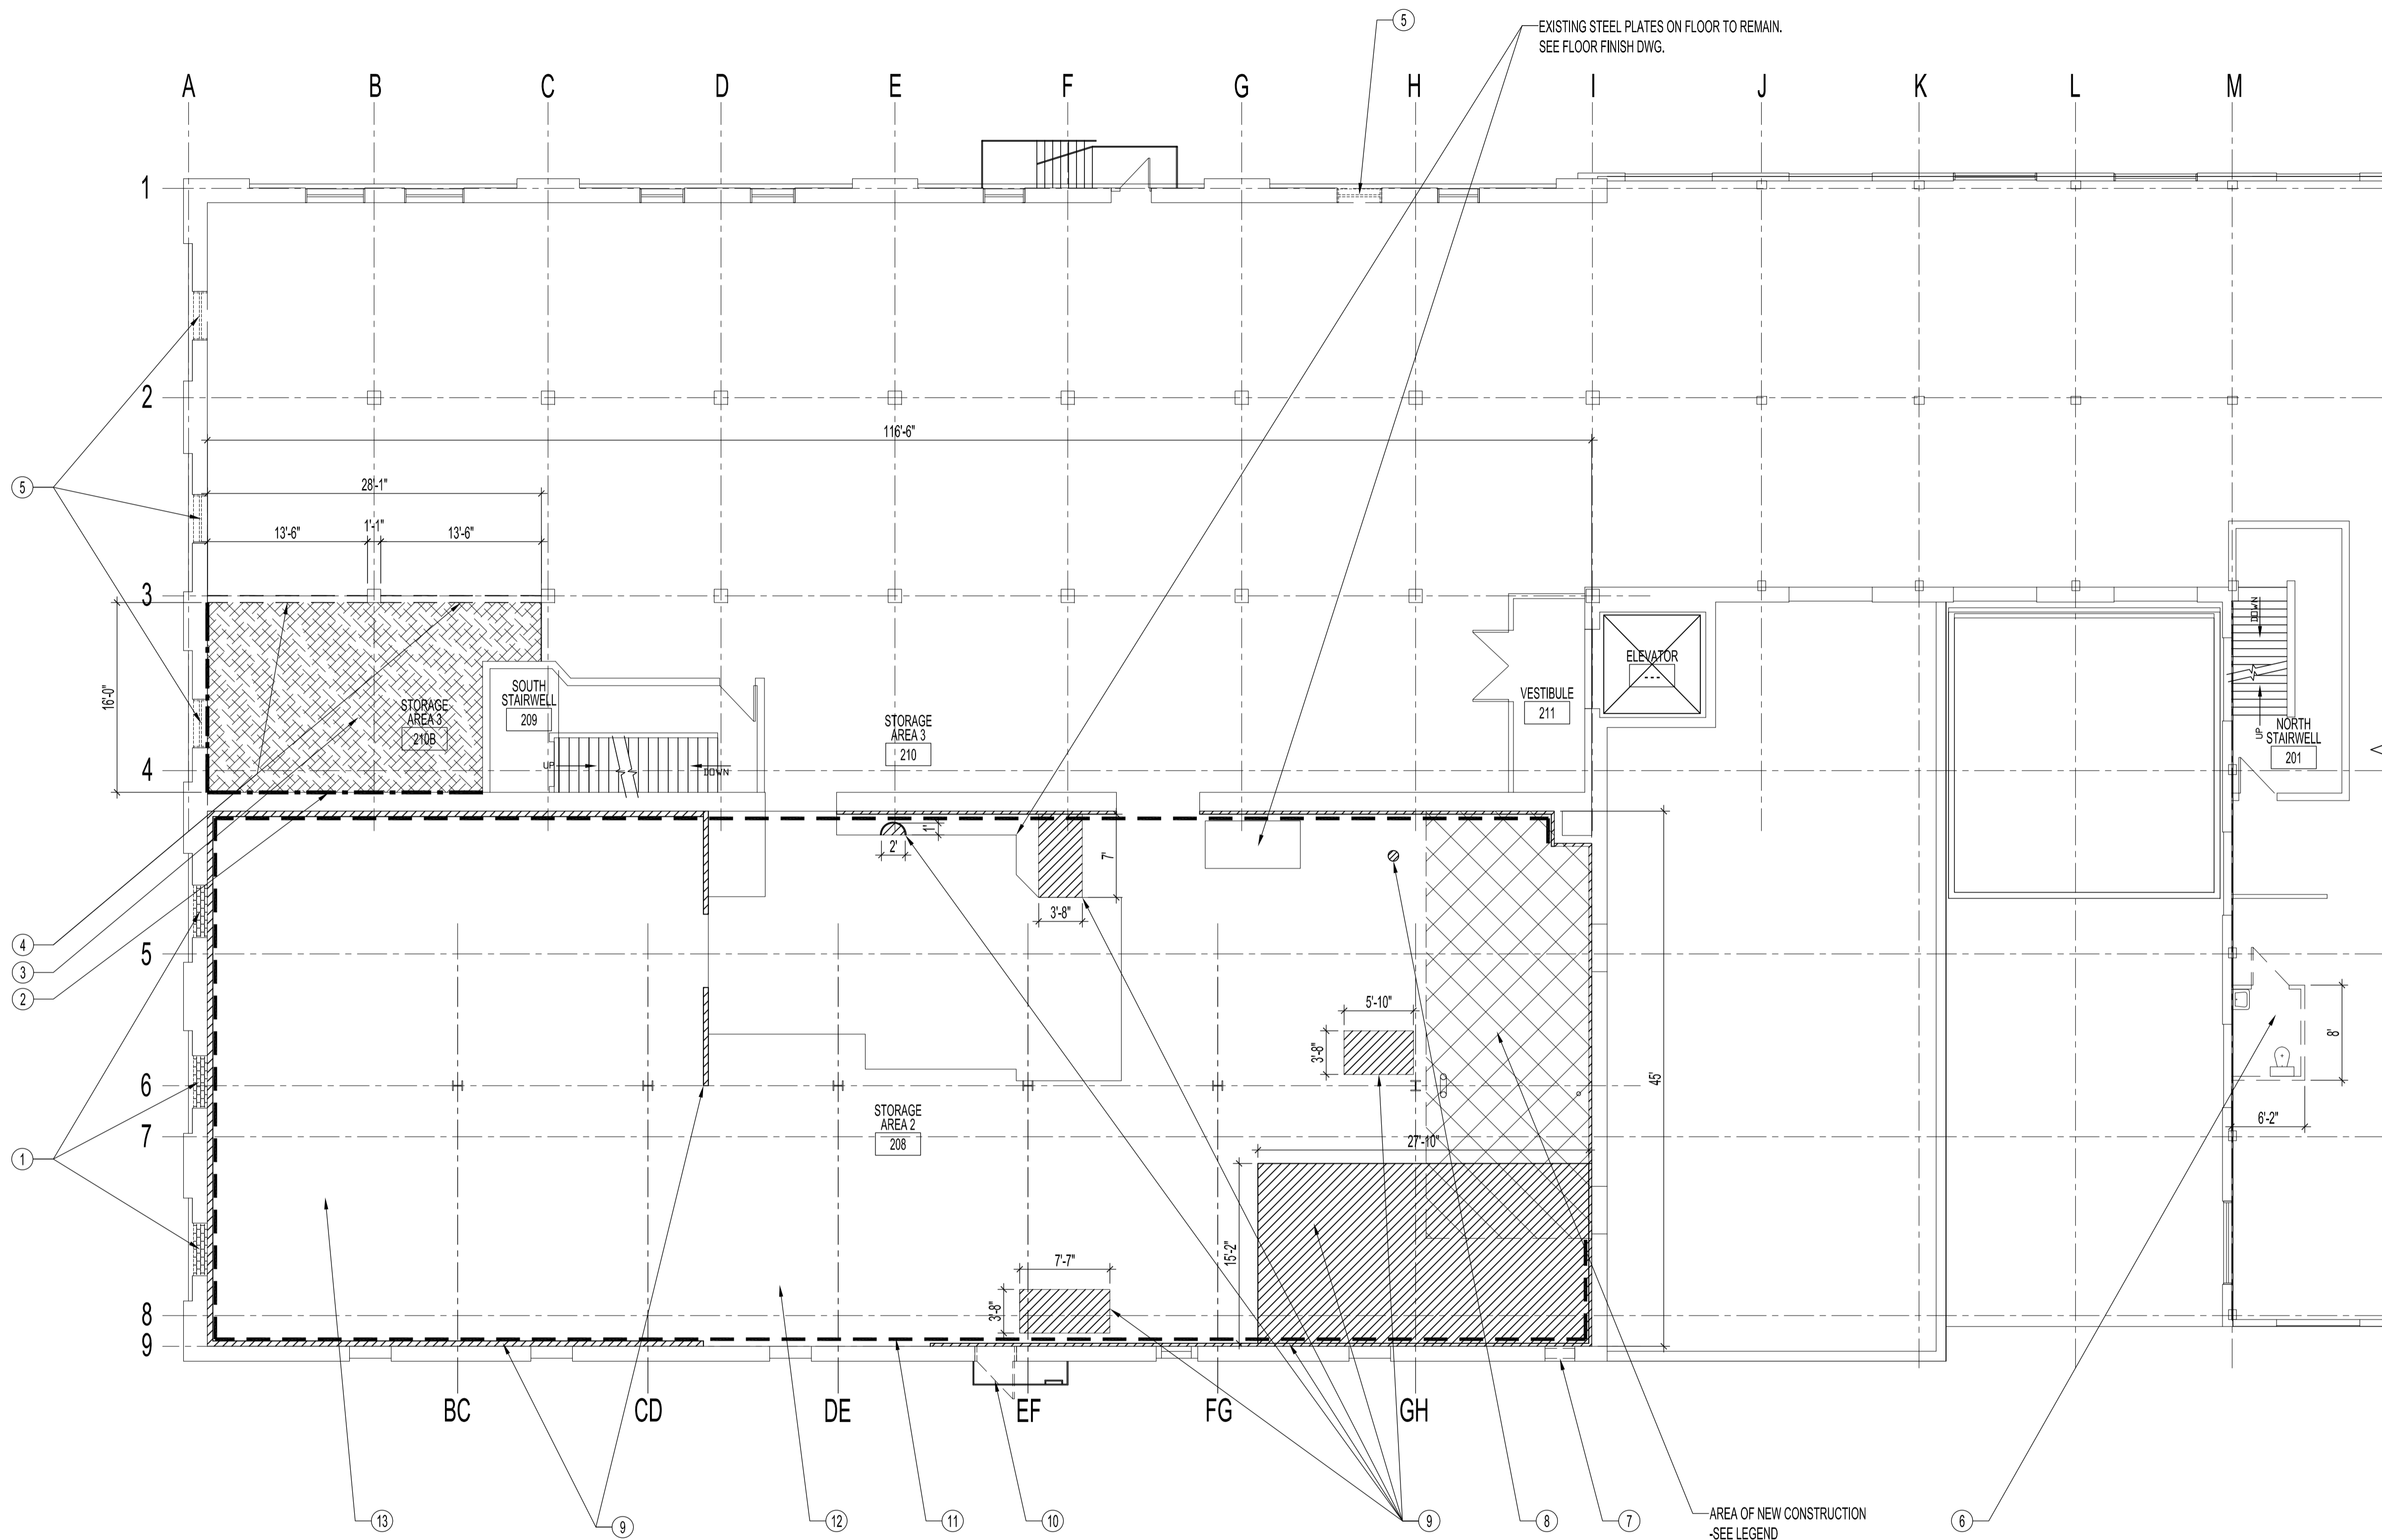 5
EXISTING STEEL PLATES ON FLOOR TO REMAIN.
SEE FLOOR FINISH DWG.
A
B
C
D
E
F
G
H
I
J
K
L
M
1
2
116'-6"
5
28'-1"
13'-6"
1'-1"
13'-6"
3
16'-0"
STORAGE
AREA 3
210B
SOUTH
STAIRWELL
209
UP
DOWN
STORAGE
AREA 3
210
VESTIBULE
211
ELEVATOR
---
DOWN
UP
NORTH
STAIRWELL
201
4
2'
1'
7'
3'-8"
4
3
2
5
5'-10"
3'-8"
45'
8'
6'-2"
6
STORAGE
AREA 2
208
7
1
27'-10"
15'-2"
7'-7"
3'-8"
8
9
BC
CD
DE
EF
FG
GH
13
9
12
11
10
9
8
7
AREA OF NEW CONSTRUCTION
-SEE LEGEND
6